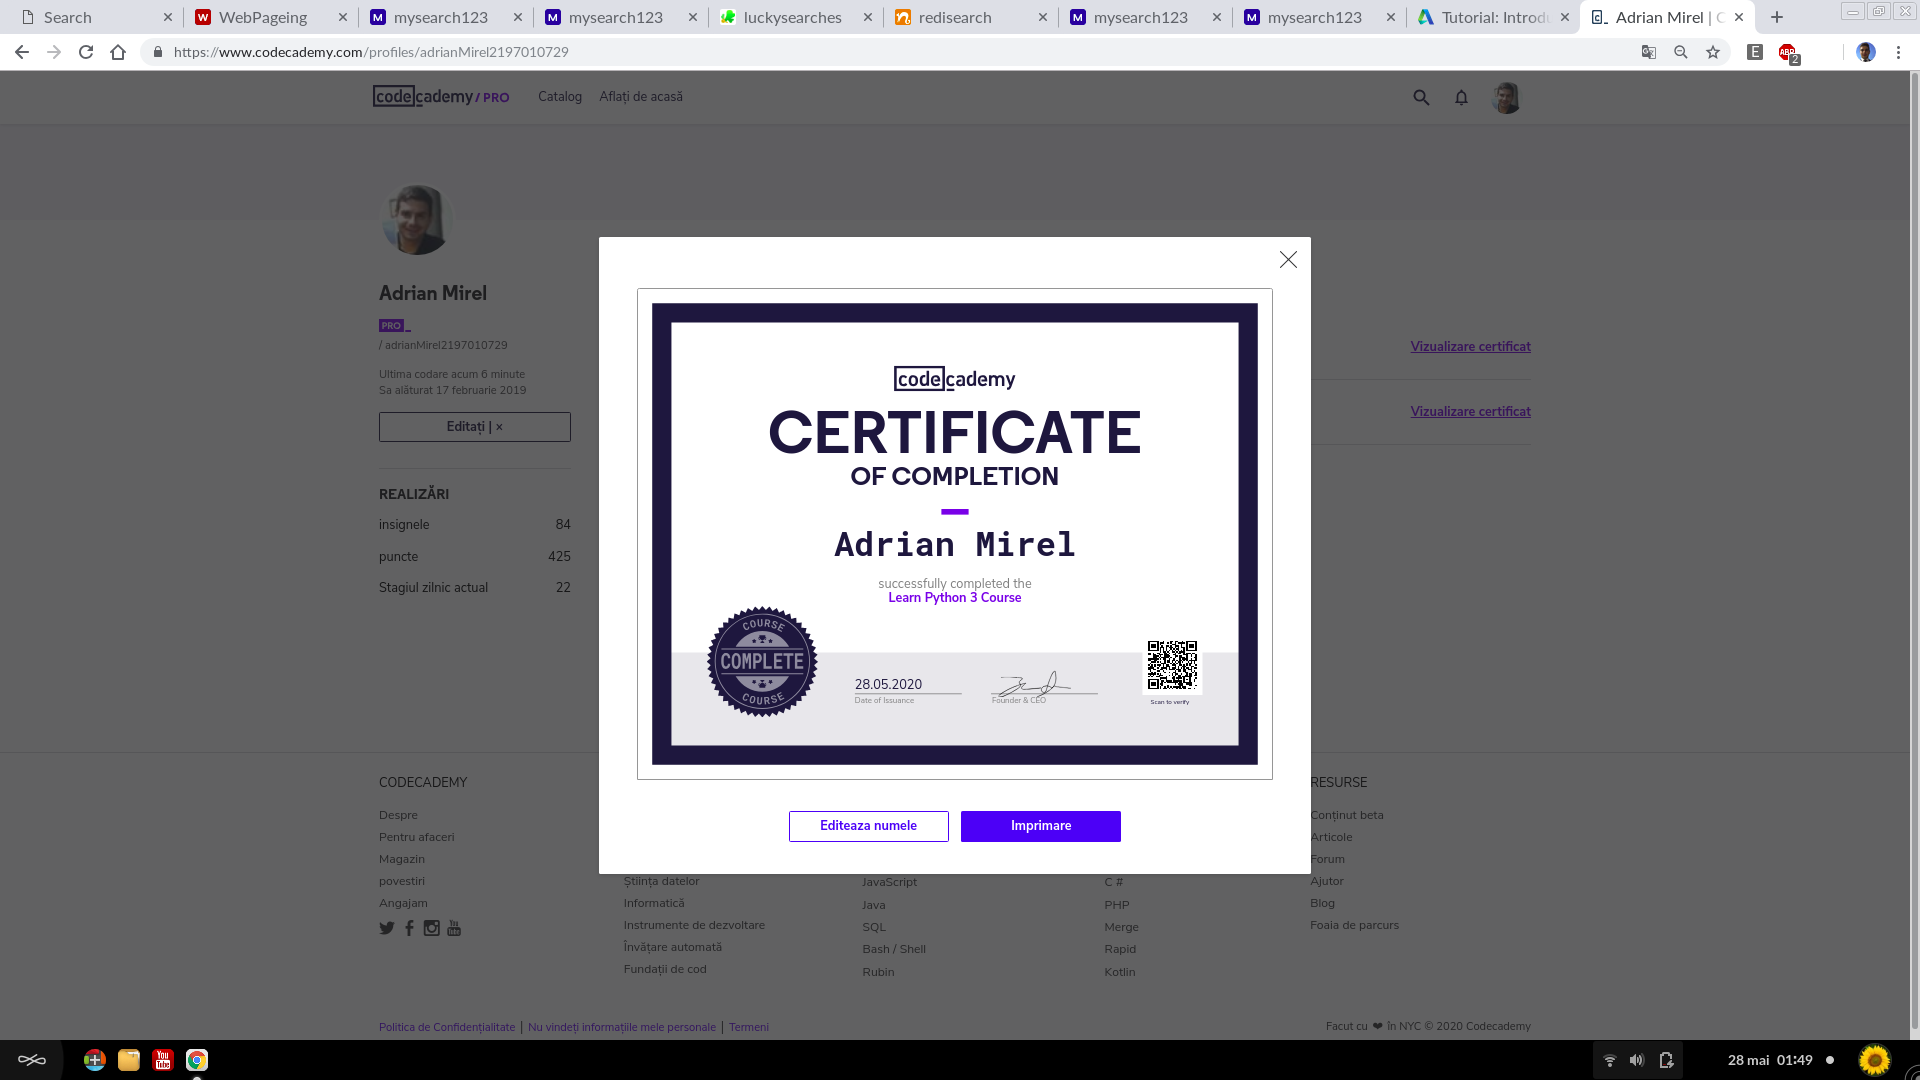 Search
WebPageing
mysearch123
mysearch123
luckysearches
redisearch
mysearch123
mysearch123
Tutorial: Introdu
Adrian Mirel | C
https://www.codecademy.com/profiles/adrianMirel2197010729
E
ABP
2
codecademy / PRO
Catalog
Aflați de acasă
Adrian Mirel
PRO
/ adrianMirel2197010729
Ultima codare acum 6 minute
Sa alăturat 17 februarie 2019
Editați | ×
REALIZĂRI
insignele 84
puncte 425
Stagiul zilnic actual 22
Vizualizare certificat
Vizualizare certificat
codecademy
CERTIFICATE
OF COMPLETION
Adrian Mirel
successfully completed the
Learn Python 3 Course
COURSE
COMPLETE
COURSE
28.05.2020
Date of Issuance
Founder & CEO
Scan to verify
Editeaza numele
Imprimare
CODECADEMY
Despre
Pentru afaceri
Magazin
povestiri
Angajam
Știința datelor
Informatică
Instrumente de dezvoltare
Învățare automată
Fundații de cod
JavaScript
Java
SQL
Bash / Shell
Rubin
C #
PHP
Merge
Rapid
Kotlin
RESURSE
Conținut beta
Articole
Forum
Ajutor
Blog
Foaia de parcurs
Politica de Confidențialitate | Nu vindeți informațiile mele personale | Termeni
Facut cu ❤ în NYC © 2020 Codecademy
You
Tube
28 mai 01:49